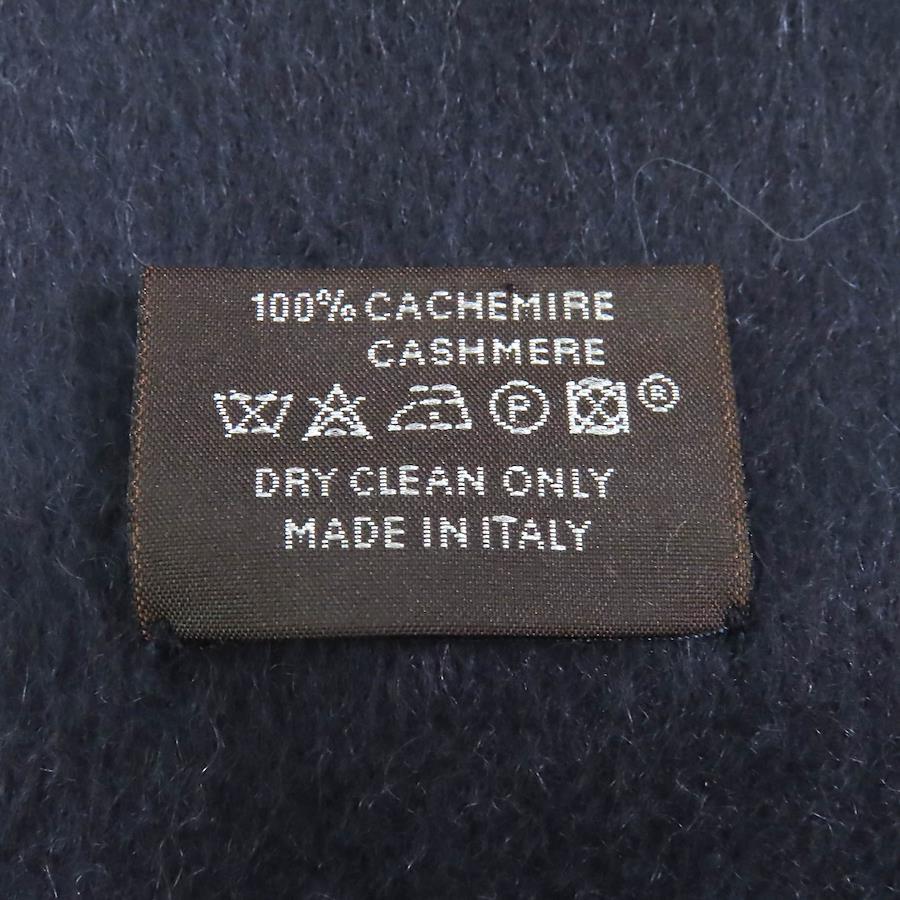 100% CACHEMIRE
CASHMERE
P ®
DRY CLEAN ONLY
MADE IN ITALY